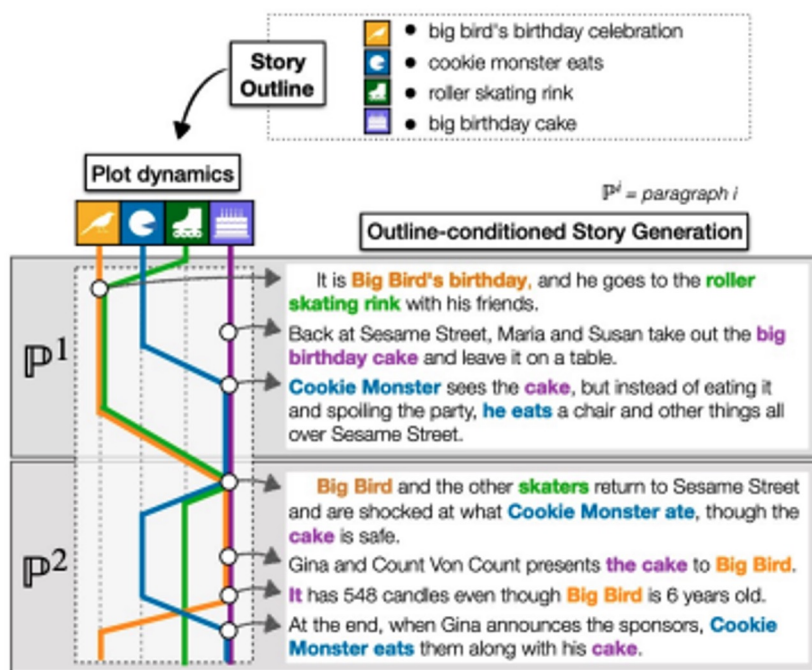 Story
Outline
• big bird's birthday celebration
• cookie monster eats
• roller skating rink
• big birthday cake
Plot dynamics
ℙⁱ = paragraph i
Outline-conditioned Story Generation
ℙ¹
It is Big Bird's birthday, and he goes to the roller
skating rink with his friends.
Back at Sesame Street, Maria and Susan take out the big
birthday cake and leave it on a table.
Cookie Monster sees the cake, but instead of eating it
and spoiling the party, he eats a chair and other things all
over Sesame Street.
ℙ²
Big Bird and the other skaters return to Sesame Street
and are shocked at what Cookie Monster ate, though the
cake is safe.
Gina and Count Von Count presents the cake to Big Bird.
It has 548 candles even though Big Bird is 6 years old.
At the end, when Gina announces the sponsors, Cookie
Monster eats them along with his cake.